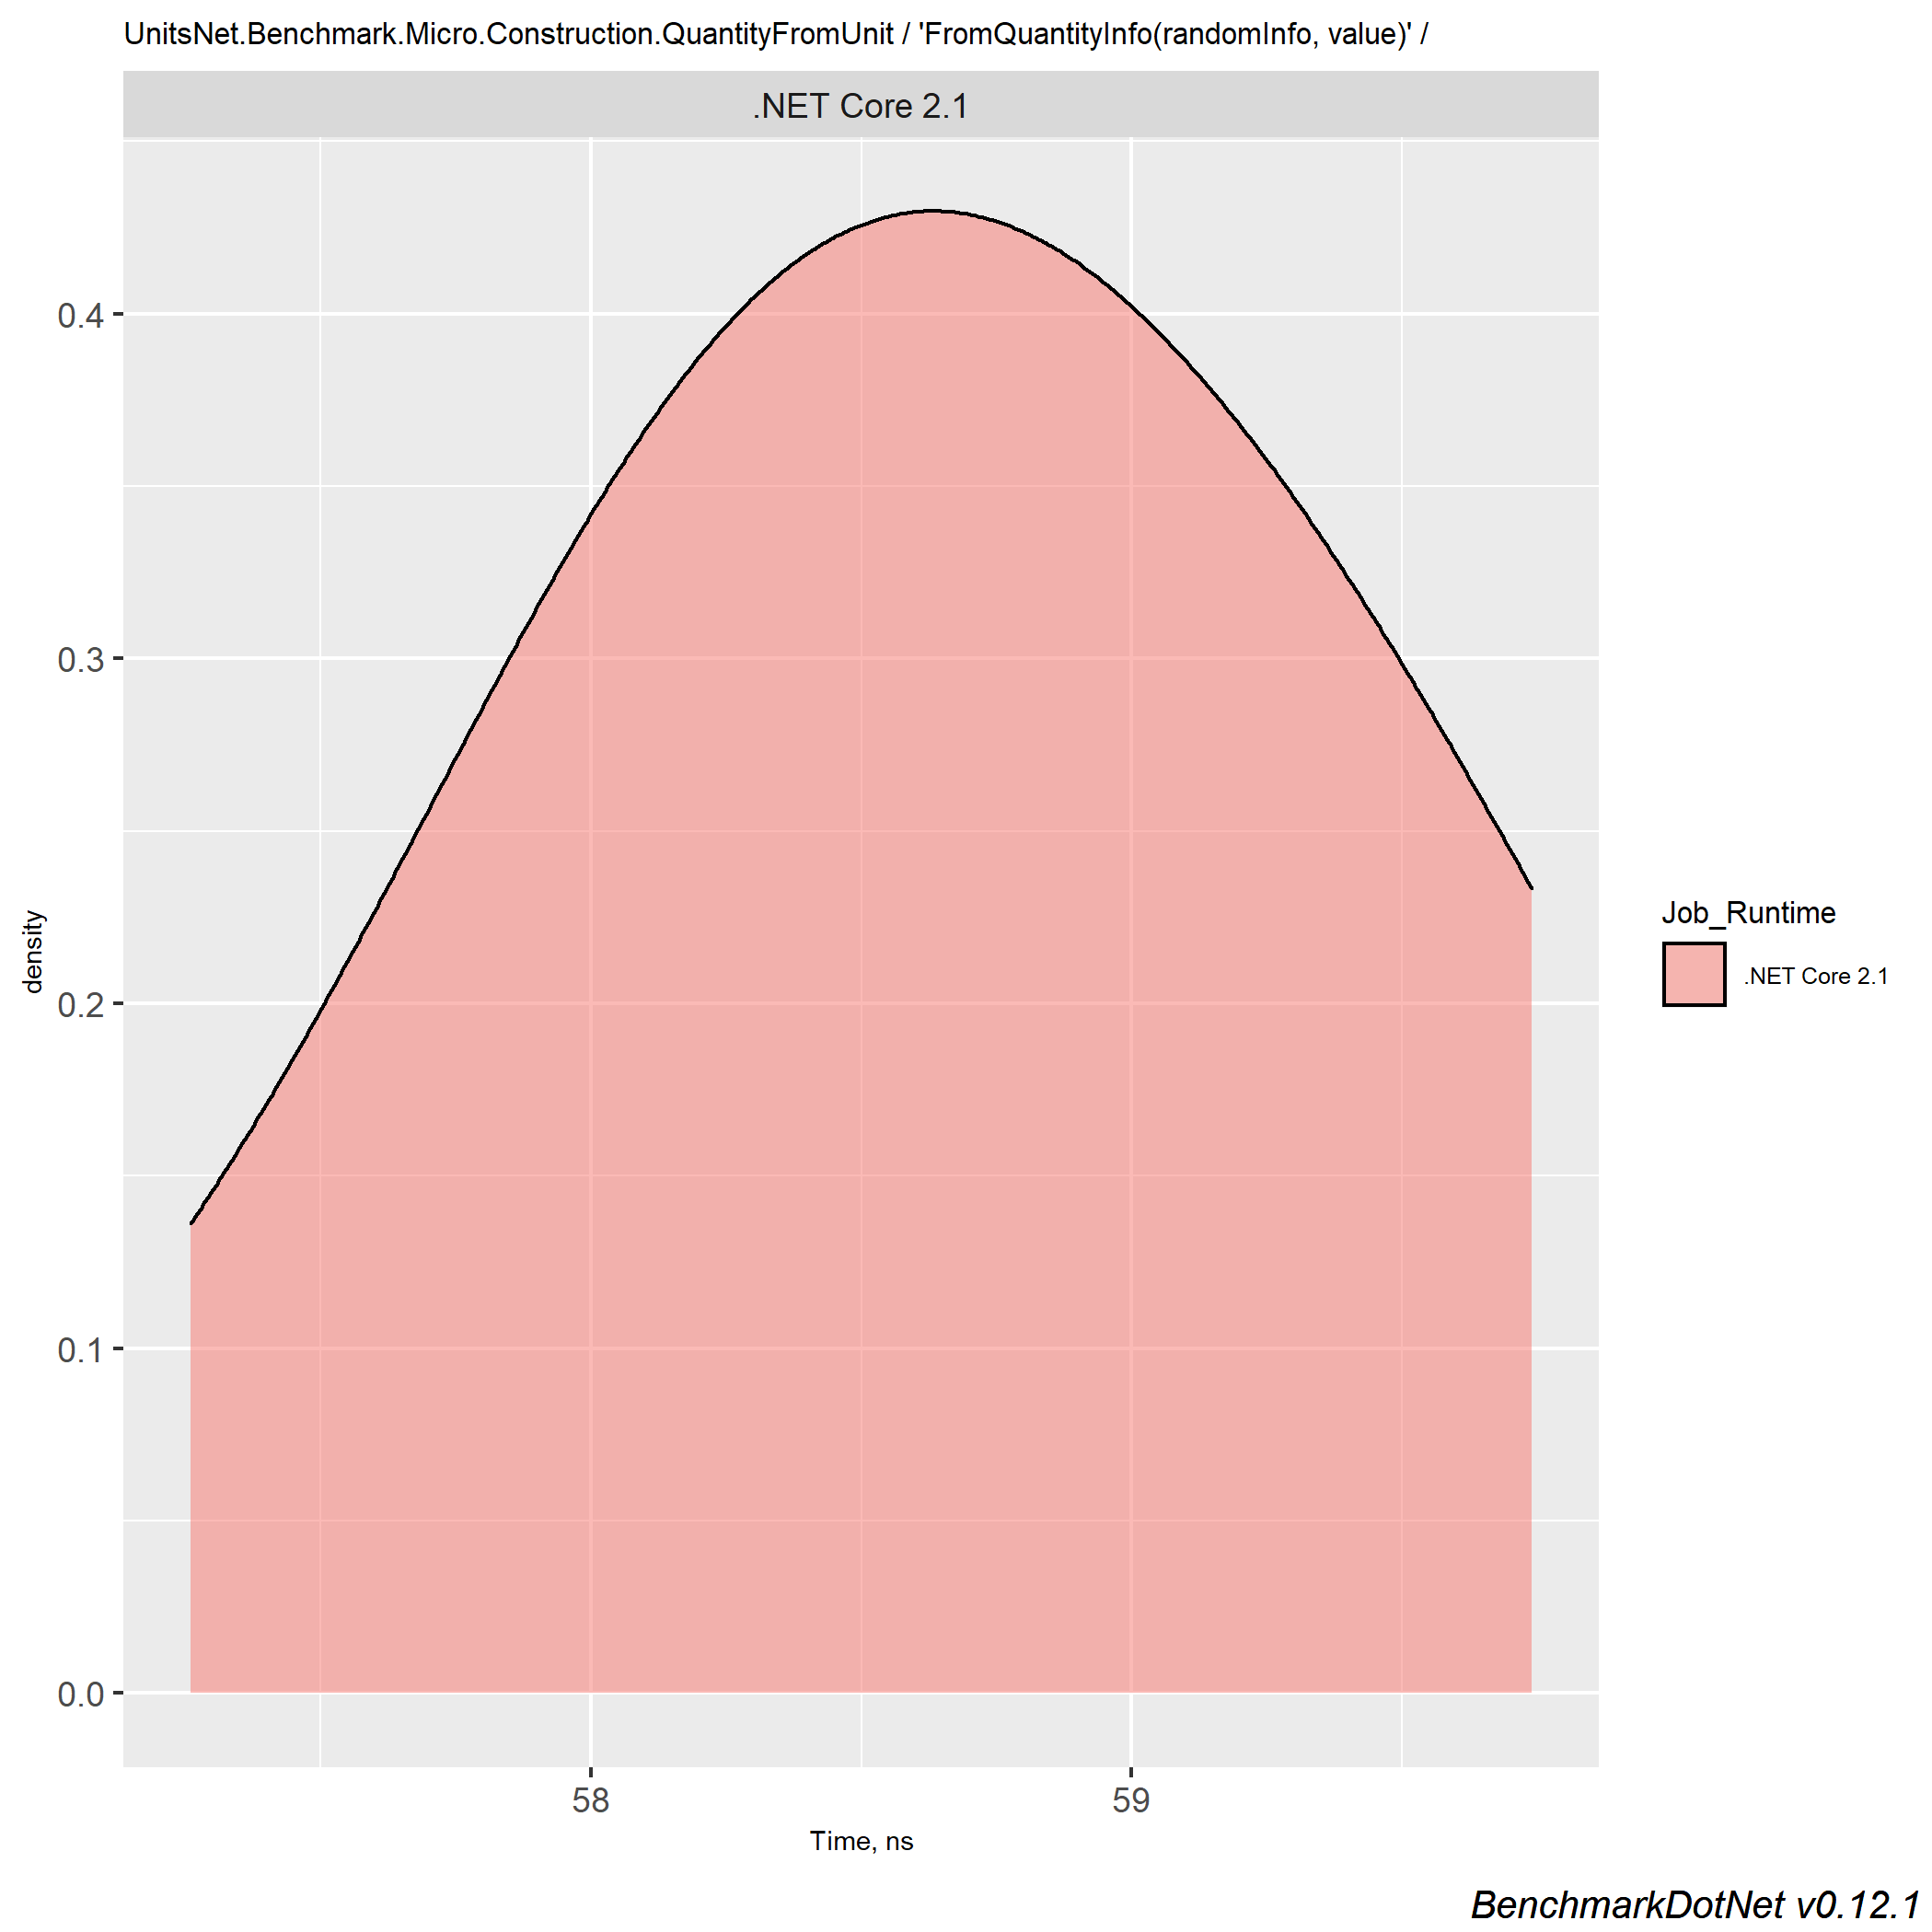 UnitsNet.Benchmark.Micro.Construction.QuantityFromUnit / 'FromQuantityInfo(randomInfo, value)' /
.NET Core 2.1
0.4
0.3
0.2
0.1
0.0
density
58
59
Time, ns
Job_Runtime
.NET Core 2.1
BenchmarkDotNet v0.12.1